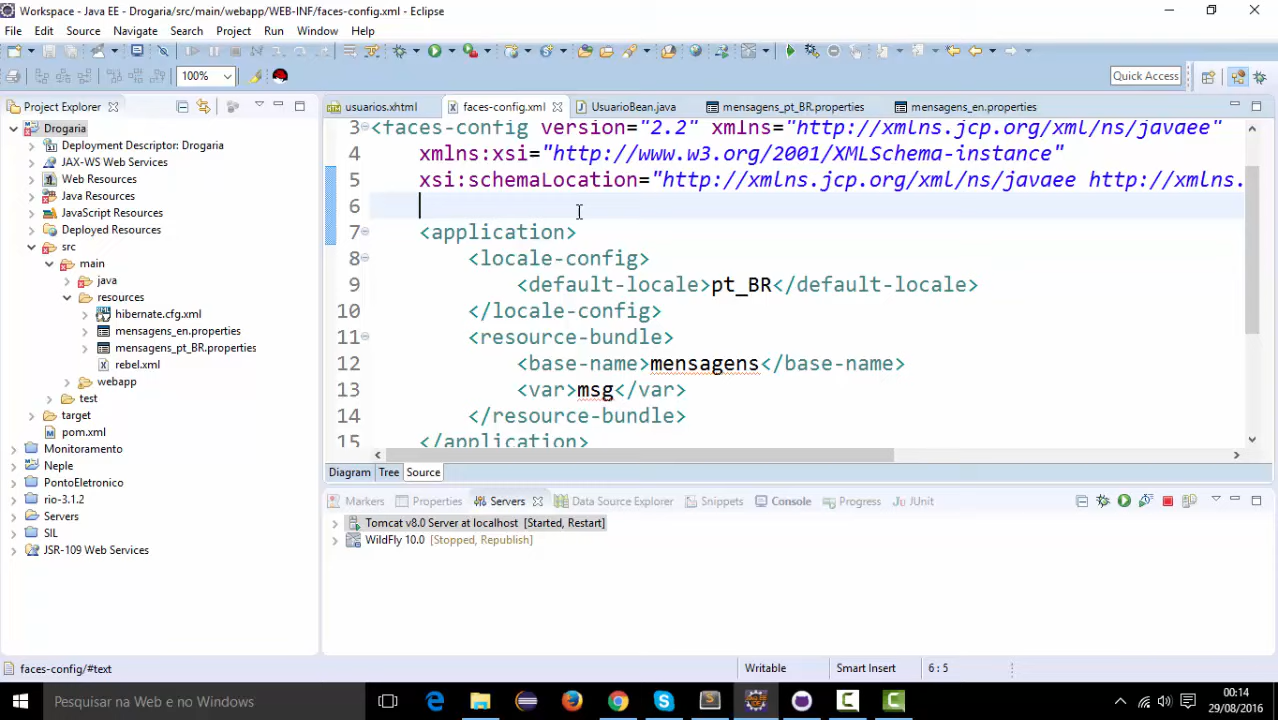 Workspace - Java EE - Drogaria/src/main/webapp/WEB-INF/faces-config.xml - Eclipse
File Edit Source Navigate Search Project Run Window Help
100% Quick Access
Project Explorer
usuarios.xhtml faces-config.xml UsuarioBean.java mensagens_pt_BR.properties mensagens_en.properties
Drogaria
Deployment Descriptor: Drogaria
JAX-WS Web Services
Web Resources
Java Resources
JavaScript Resources
Deployed Resources
src
main
java
resources
hibernate.cfg.xml
mensagens_en.properties
mensagens_pt_BR.properties
rebel.xml
webapp
test
target
pom.xml
Monitoramento
Neple
PontoEletronico
rio-3.1.2
Servers
SIL
JSR-109 Web Services
3 <faces-config version="2.2" xmlns="http://xmlns.jcp.org/xml/ns/javaee"
4 xmlns:xsi="http://www.w3.org/2001/XMLSchema-instance"
5 xsi:schemaLocation="http://xmlns.jcp.org/xml/ns/javaee http://xmlns.
6
7 <application>
8 <locale-config>
9 <default-locale>pt_BR</default-locale>
10 </locale-config>
11 <resource-bundle>
12 <base-name>mensagens</base-name>
13 <var>msg</var>
14 </resource-bundle>
15 </application>
Diagram Tree Source
Markers Properties Servers Data Source Explorer Snippets Console Progress JUnit
Tomcat v8.0 Server at localhost [Started, Restart]
WildFly 10.0 [Stopped, Republish]
faces-config/#text Writable Smart Insert 6 : 5
Pesquisar na Web e no Windows
00:14
29/08/2016